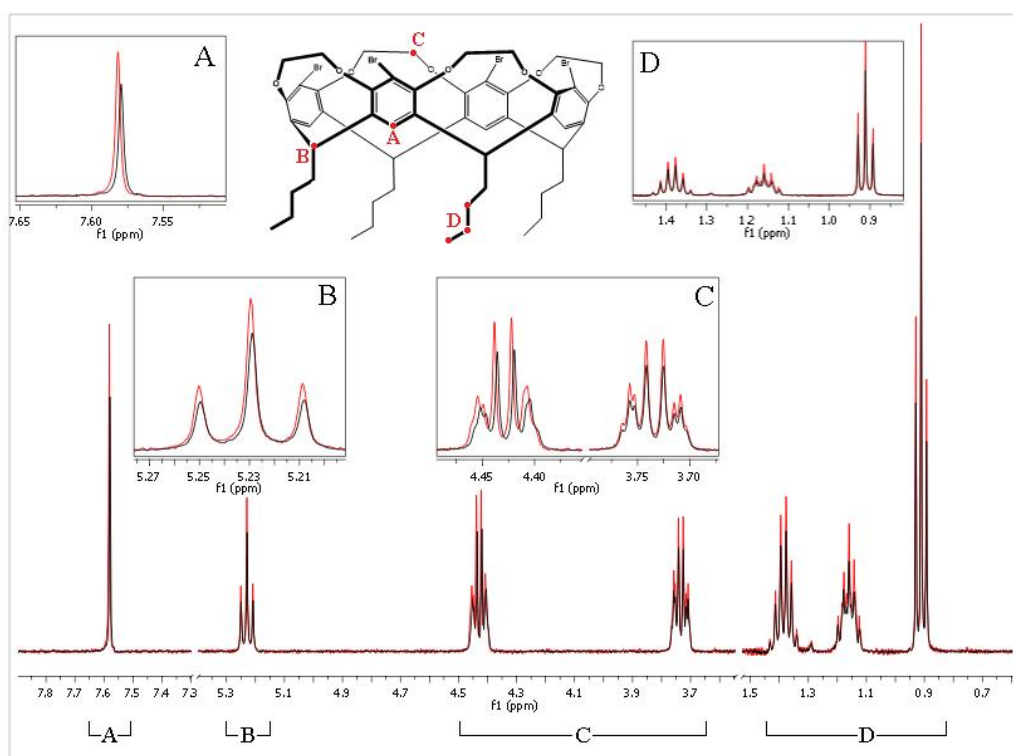 A
7.65 7.60 7.55
f1 (ppm)
C
Br
Br
Br
O O O O O O O
A
B
D
D
1.4 1.3 1.2 1.1 1.0 0.9
f1 (ppm)
B
5.27 5.25 5.23 5.21
f1 (ppm)
C
4.45 4.40 3.75 3.70
f1 (ppm)
7.9 7.8 7.7 7.6 7.5 7.4 7.3 5.3 5.1 4.9 4.7 4.5 4.3 4.1 3.9 3.7 1.5 1.3 1.1 0.9 0.7
f1 (ppm)
A B C D